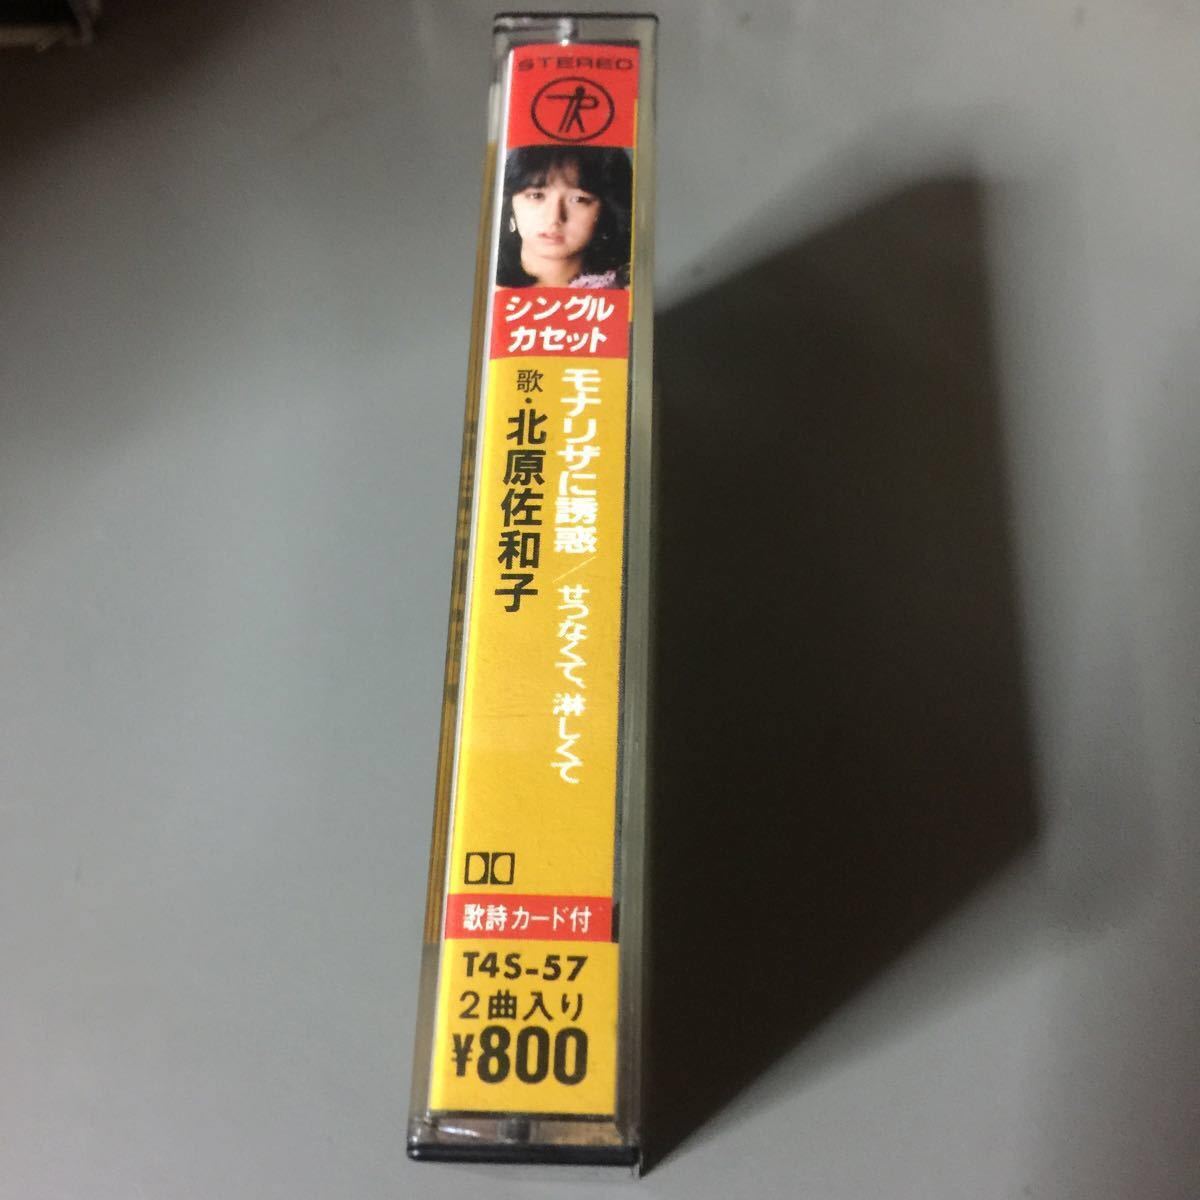 STEREO
TR
シングル
カセット
モナリザに誘惑／せつなくて、淋しくて
歌・北原佐和子
歌詩カード付
T4S-57
2曲入り
¥800